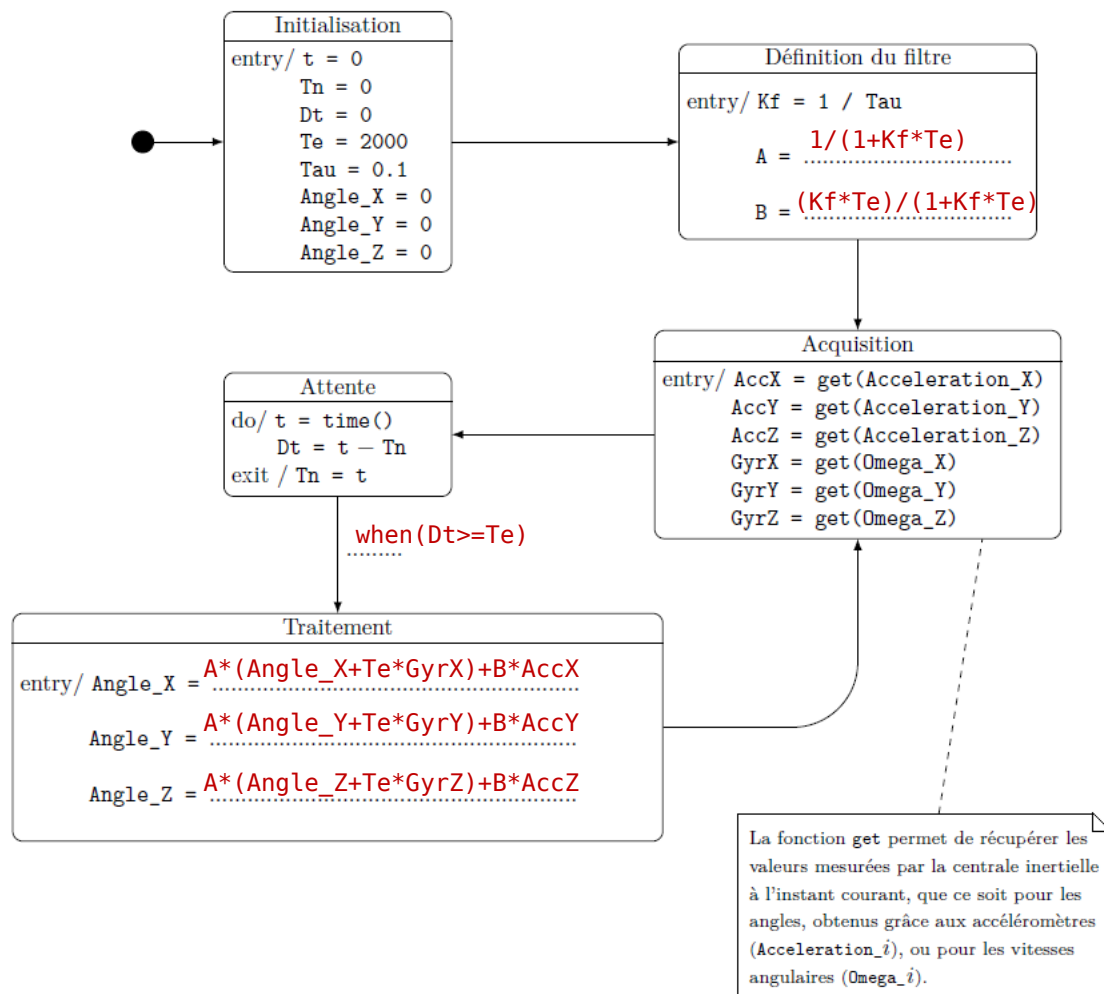 Initialisation
entry/ t = 0
Tn = 0
Dt = 0
Te = 2000
Tau = 0.1
Angle_X = 0
Angle_Y = 0
Angle_Z = 0
Définition du filtre
entry/ Kf = 1 / Tau
A = 1/(1+Kf*Te)
B = (Kf*Te)/(1+Kf*Te)
Acquisition
entry/ AccX = get(Acceleration_X)
AccY = get(Acceleration_Y)
AccZ = get(Acceleration_Z)
GyrX = get(Omega_X)
GyrY = get(Omega_Y)
GyrZ = get(Omega_Z)
Attente
do/ t = time()
Dt = t − Tn
exit / Tn = t
when(Dt>=Te)
Traitement
entry/ Angle_X = A*(Angle_X+Te*GyrX)+B*AccX
Angle_Y = A*(Angle_Y+Te*GyrY)+B*AccY
Angle_Z = A*(Angle_Z+Te*GyrZ)+B*AccZ
La fonction get permet de récupérer les
valeurs mesurées par la centrale inertielle
à l'instant courant, que ce soit pour les
angles, obtenus grâce aux accéléromètres
(Acceleration_i), ou pour les vitesses
angulaires (Omega_i).